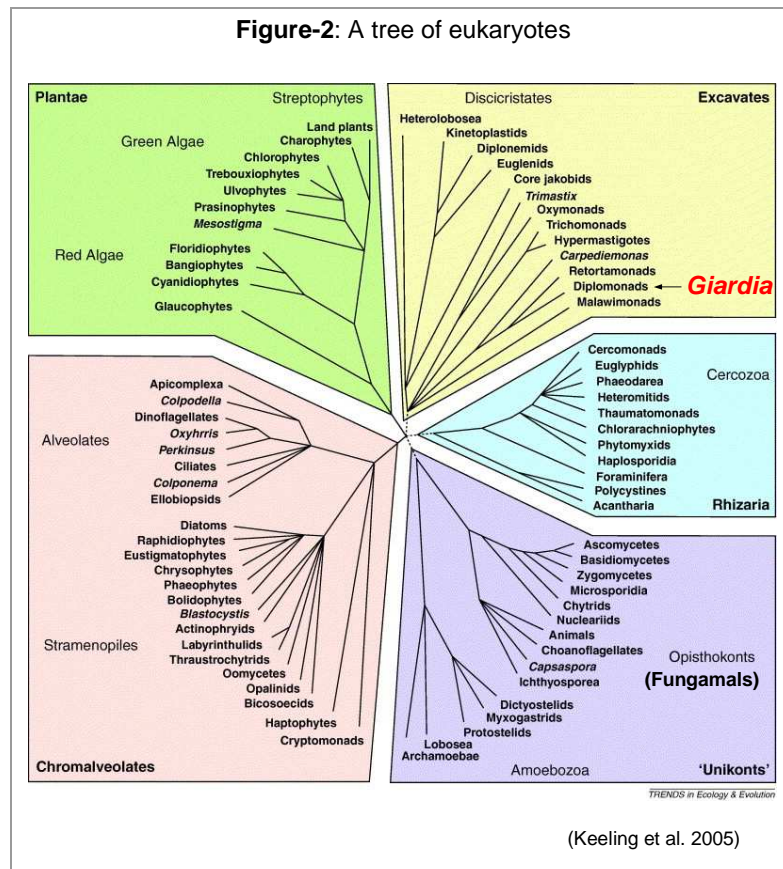 Figure-2: A tree of eukaryotes
Plantae
Streptophytes
Green Algae
Land plants
Charophytes
Chlorophytes
Trebouxiophytes
Ulvophytes
Prasinophytes
Mesostigma
Red Algae
Floridiophytes
Bangiophytes
Cyanidiophytes
Glaucophytes
Discicristates
Excavates
Heterolobosea
Kinetoplastids
Diplonemids
Euglenids
Core jakobids
Trimastix
Oxymonads
Trichomonads
Hypermastigotes
Carpediemonas
Retortamonads
Diplomonads
Giardia
Malawimonads
Cercomonads
Euglyphids
Phaeodarea
Heteromitids
Thaumatomonads
Chlorarachniophytes
Phytomyxids
Haplosporidia
Foraminifera
Polycystines
Acantharia
Cercozoa
Rhizaria
Apicomplexa
Colpodella
Dinoflagellates
Oxyhrris
Perkinsus
Ciliates
Colponema
Ellobiopsids
Alveolates
Diatoms
Raphidiophytes
Eustigmatophytes
Chrysophytes
Phaeophytes
Bolidophytes
Blastocystis
Actinophryids
Labyrinthulids
Thraustrochytrids
Oomycetes
Opalinids
Bicosoecids
Haptophytes
Cryptomonads
Stramenopiles
Chromalveolates
Ascomycetes
Basidiomycetes
Zygomycetes
Microsporidia
Chytrids
Nucleariids
Animals
Choanoflagellates
Capsaspora
Ichthyosporea
Opisthokonts
(Fungamals)
Dictyostelids
Myxogastrids
Protostelids
Lobosea
Archamoebae
Amoebozoa
'Unikonts'
TRENDS in Ecology & Evolution
(Keeling et al. 2005)